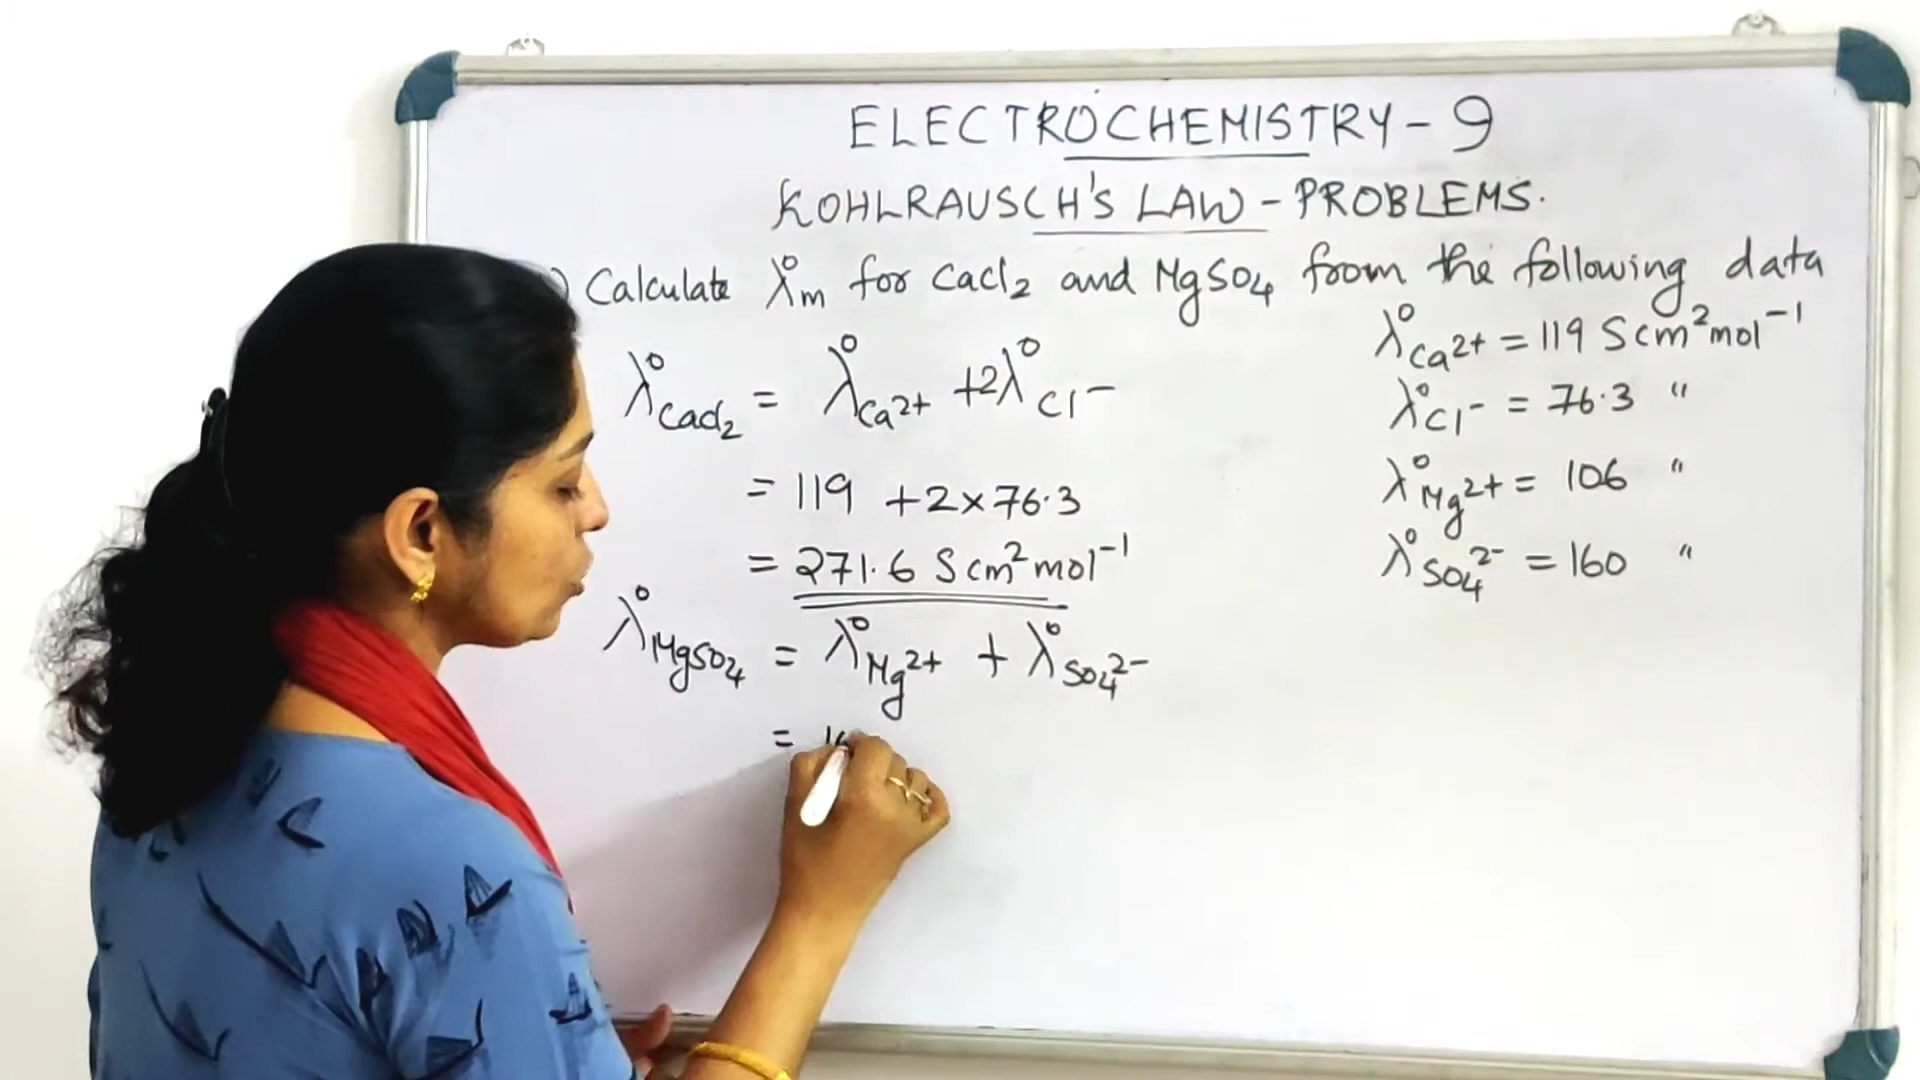 ELECTROCHEMISTRY - 9
KOHLRAUSCH'S LAW - PROBLEMS.
) Calculate λ°m for CaCl₂ and MgSO₄ from the following data
λ°Ca²⁺ = 119 S cm² mol⁻¹
λ°Cl⁻ = 76.3 "
λ°Mg²⁺ = 106 "
λ°SO₄²⁻ = 160 "
λ°CaCl₂ = λ°Ca²⁺ + 2λ°Cl⁻
= 119 + 2 × 76.3
= 271.6 S cm² mol⁻¹
λ°MgSO₄ = λ°Mg²⁺ + λ°SO₄²⁻
= 1